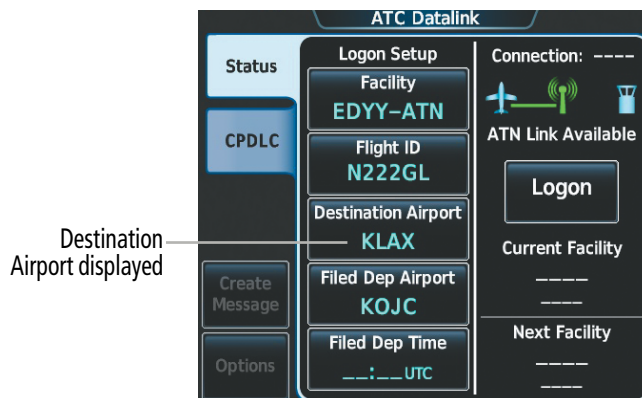 ATC Datalink
Status
CPDLC
Create
Message
Options
Logon Setup
Facility
EDYY-ATN
Flight ID
N222GL
Destination Airport
KLAX
Filed Dep Airport
KOJC
Filed Dep Time
__:__UTC
Connection: ----
ATN Link Available
Logon
Current Facility
----
----
Next Facility
----
----
Destination
Airport displayed